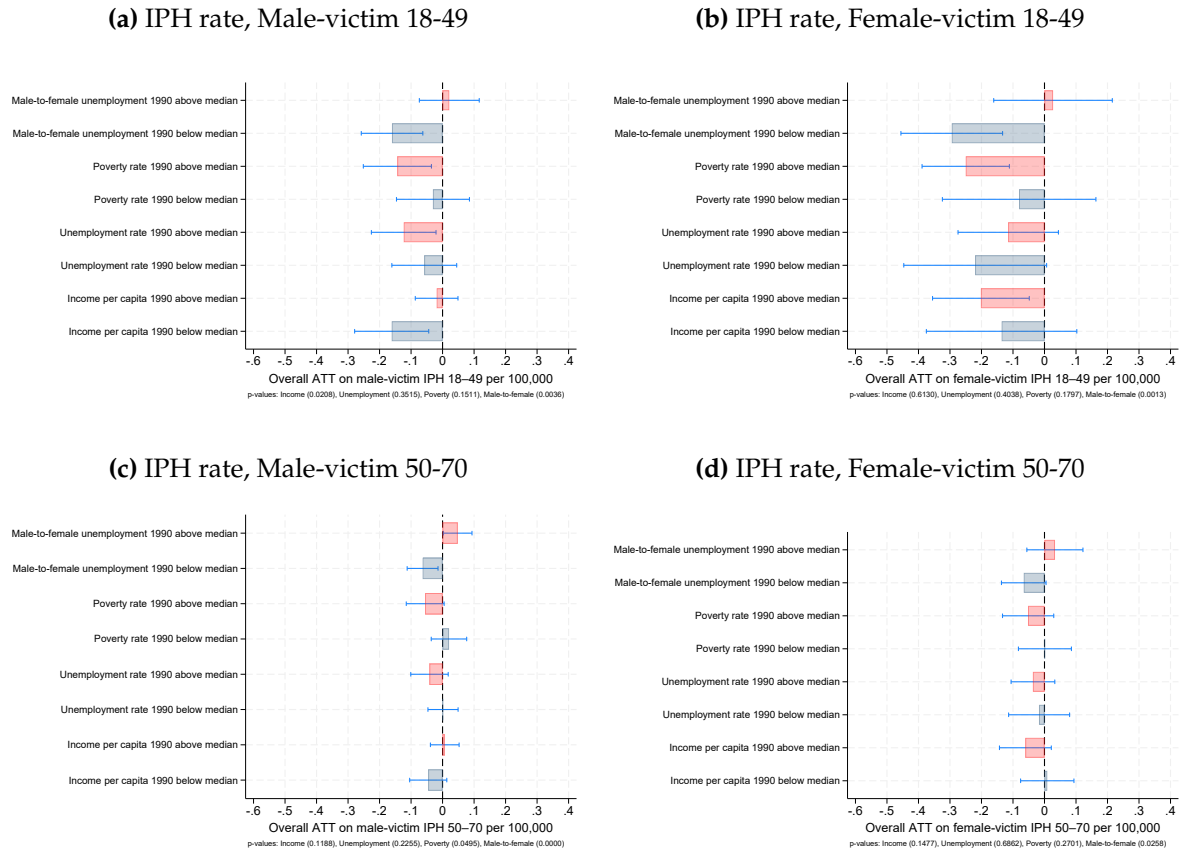 (a) IPH rate, Male-victim 18-49
Male-to-female unemployment 1990 above median
Male-to-female unemployment 1990 below median
Poverty rate 1990 above median
Poverty rate 1990 below median
Unemployment rate 1990 above median
Unemployment rate 1990 below median
Income per capita 1990 above median
Income per capita 1990 below median
-.6 -.5 -.4 -.3 -.2 -.1 0 .1 .2 .3 .4
Overall ATT on male-victim IPH 18–49 per 100,000
p-values: Income (0.0208), Unemployment (0.3515), Poverty (0.1511), Male-to-female (0.0036)
(b) IPH rate, Female-victim 18-49
Male-to-female unemployment 1990 above median
Male-to-female unemployment 1990 below median
Poverty rate 1990 above median
Poverty rate 1990 below median
Unemployment rate 1990 above median
Unemployment rate 1990 below median
Income per capita 1990 above median
Income per capita 1990 below median
-.6 -.5 -.4 -.3 -.2 -.1 0 .1 .2 .3 .4
Overall ATT on female-victim IPH 18–49 per 100,000
p-values: Income (0.6130), Unemployment (0.4038), Poverty (0.1797), Male-to-female (0.0013)
(c) IPH rate, Male-victim 50-70
Male-to-female unemployment 1990 above median
Male-to-female unemployment 1990 below median
Poverty rate 1990 above median
Poverty rate 1990 below median
Unemployment rate 1990 above median
Unemployment rate 1990 below median
Income per capita 1990 above median
Income per capita 1990 below median
-.6 -.5 -.4 -.3 -.2 -.1 0 .1 .2 .3 .4
Overall ATT on male-victim IPH 50–70 per 100,000
p-values: Income (0.1188), Unemployment (0.2255), Poverty (0.0495), Male-to-female (0.0000)
(d) IPH rate, Female-victim 50-70
Male-to-female unemployment 1990 above median
Male-to-female unemployment 1990 below median
Poverty rate 1990 above median
Poverty rate 1990 below median
Unemployment rate 1990 above median
Unemployment rate 1990 below median
Income per capita 1990 above median
Income per capita 1990 below median
-.6 -.5 -.4 -.3 -.2 -.1 0 .1 .2 .3 .4
Overall ATT on female-victim IPH 50–70 per 100,000
p-values: Income (0.1477), Unemployment (0.6862), Poverty (0.2701), Male-to-female (0.0258)